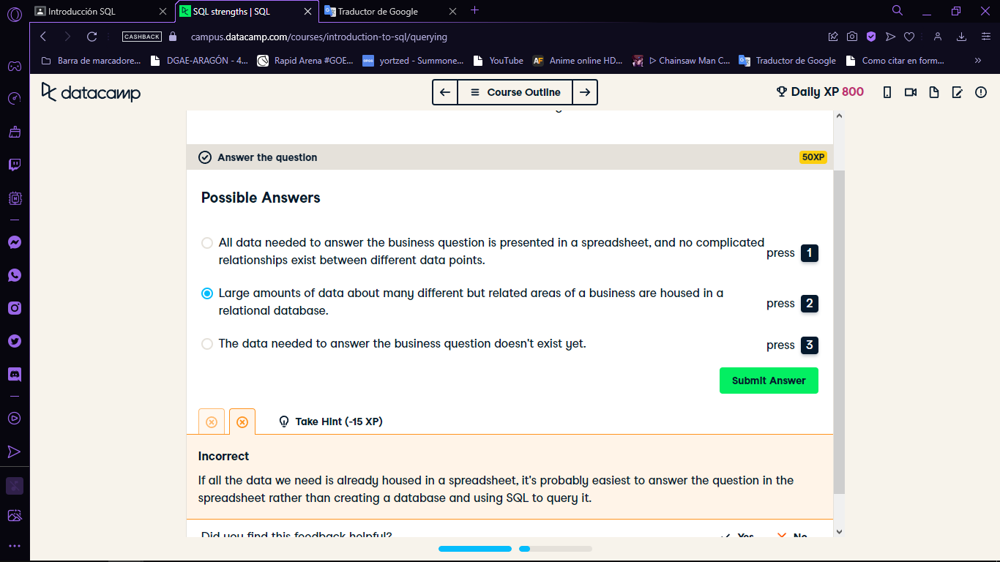 Introducción SQL
SQL strengths | SQL
Traductor de Google
CASHBACK
campus.datacamp.com/courses/introduction-to-sql/querying
Barra de marcadore...
DGAE-ARAGÓN - 4...
Rapid Arena #GOE...
yortzed - Summone...
YouTube
AF
Anime online HD...
▷ Chainsaw Man C...
Traductor de Google
Como citar en form...
»
datacamp
Course Outline
Daily XP 800
Answer the question
50XP
Possible Answers
All data needed to answer the business question is presented in a spreadsheet, and no complicated
relationships exist between different data points.
press 1
Large amounts of data about many different but related areas of a business are housed in a
relational database.
press 2
The data needed to answer the business question doesn't exist yet.
press 3
Submit Answer
Take Hint (-15 XP)
Incorrect
If all the data we need is already housed in a spreadsheet, it's probably easiest to answer the question in the
spreadsheet rather than creating a database and using SQL to query it.
Did you find this feedback helpful?
Yes
No